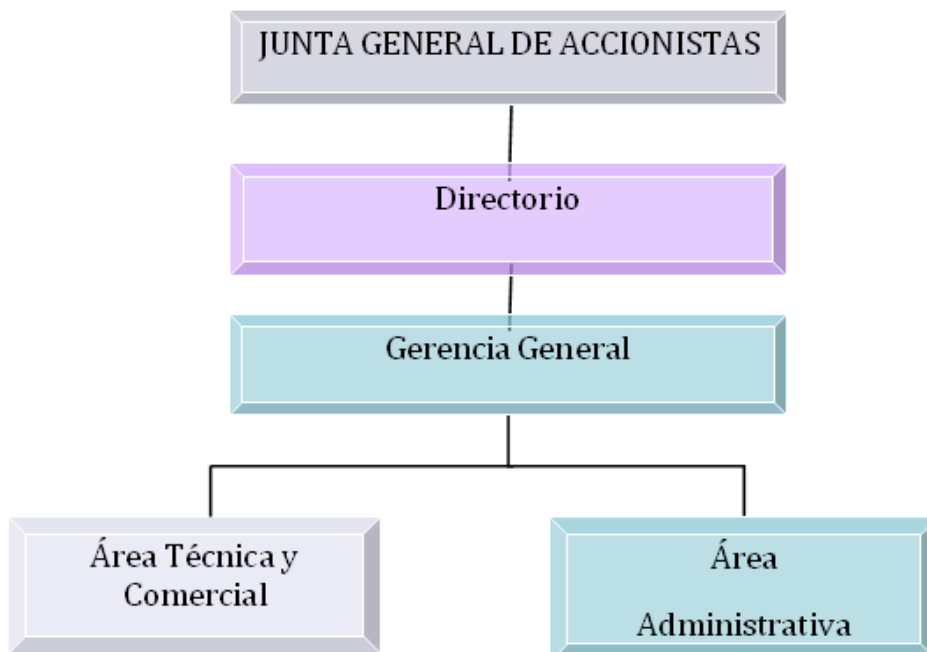 JUNTA GENERAL DE ACCIONISTAS
Directorio
Gerencia General
Área Técnica y
Comercial
Área
Administrativa